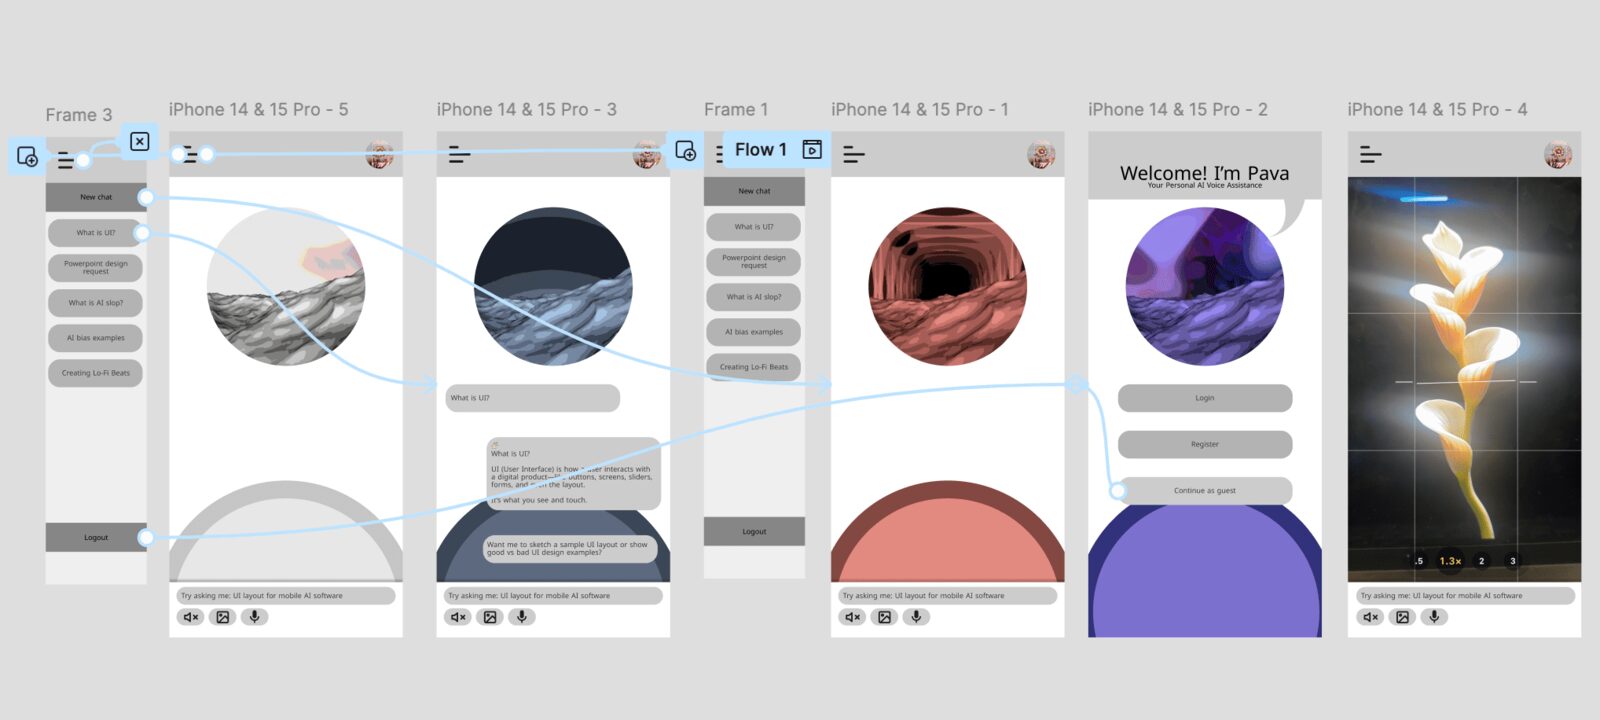 Frame 3
New chat
What is UI?
Powerpoint design
request
What is AI slop?
AI bias examples
Creating Lo-Fi Beats
Logout
iPhone 14 & 15 Pro - 5
Try asking me: UI layout for mobile AI software
iPhone 14 & 15 Pro - 3
What is UI?
What is UI?
UI (User Interface) is how a user interacts with
a digital product—like buttons, screens, sliders,
forms, and even the layout.
It's what you see and touch.
Want me to sketch a sample UI layout or show
good vs bad UI design examples?
Try asking me: UI layout for mobile AI software
Frame 1
Flow 1
New chat
What is UI?
Powerpoint design
request
What is AI slop?
AI bias examples
Creating Lo-Fi Beats
Logout
iPhone 14 & 15 Pro - 1
Try asking me: UI layout for mobile AI software
iPhone 14 & 15 Pro - 2
Welcome! I'm Pava
Your Personal AI Voice Assistance
Login
Register
Continue as guest
iPhone 14 & 15 Pro - 4
.5 1.3× 2 3
Try asking me: UI layout for mobile AI software